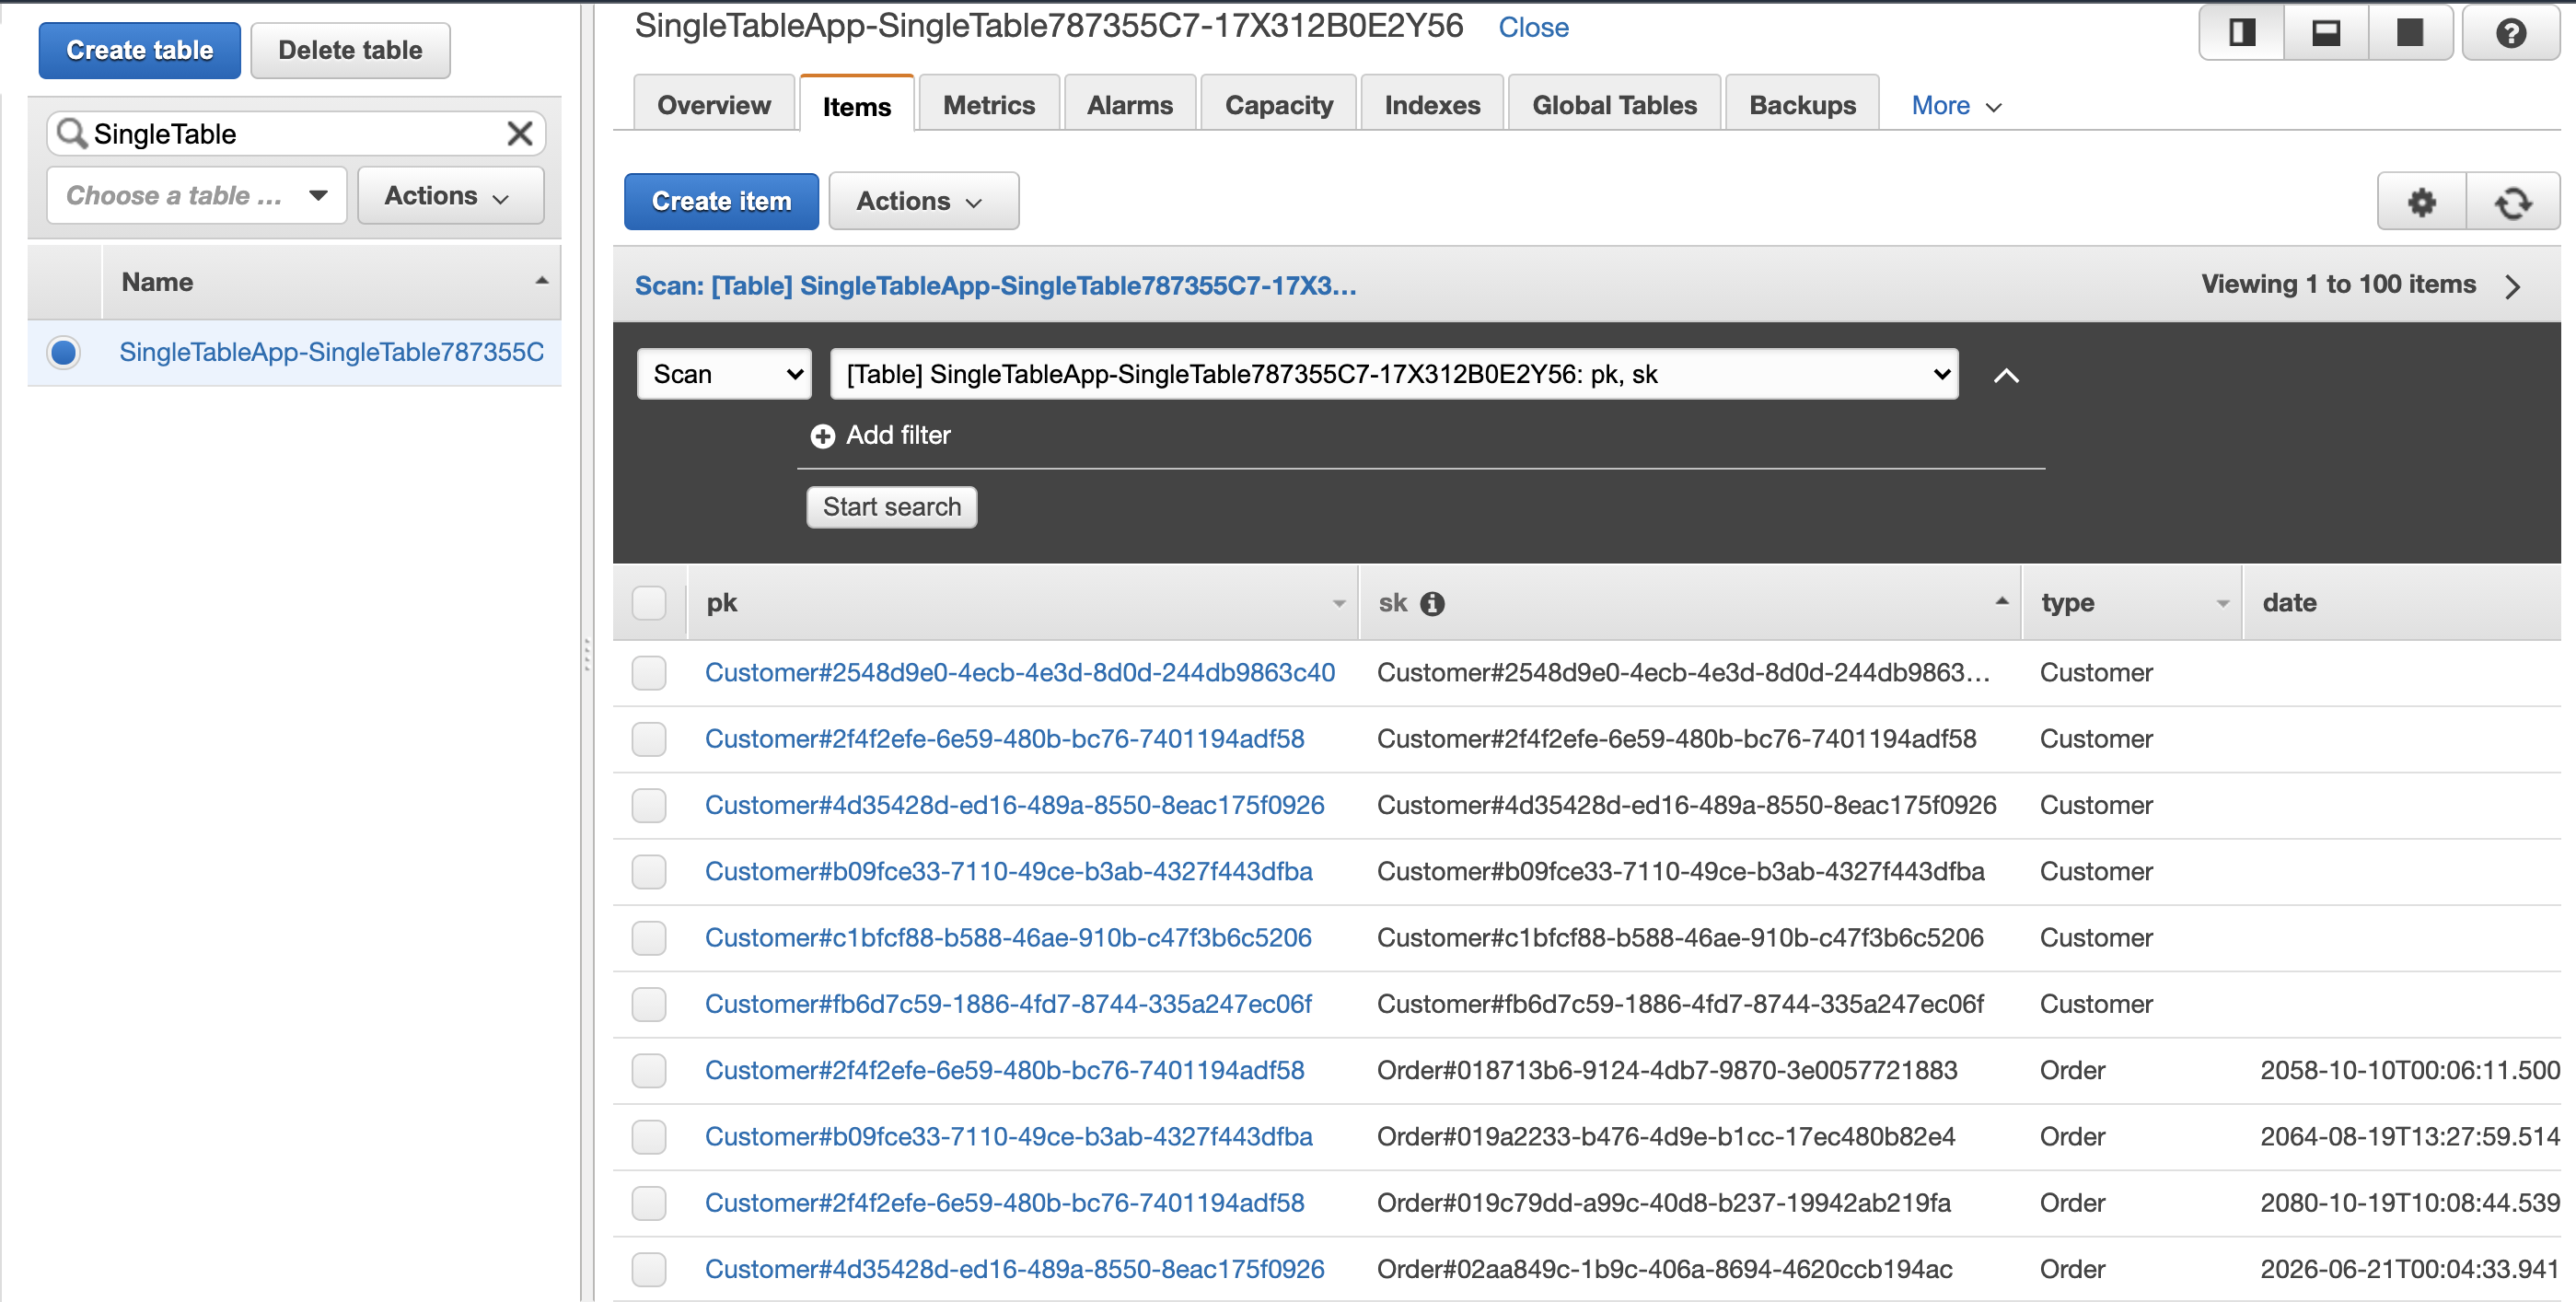 SingleTableApp-SingleTable787355C7-17X312B0E2Y56 Close
Create table Delete table
SingleTable
Choose a table ... Actions
Name
SingleTableApp-SingleTable787355C
Overview Items Metrics Alarms Capacity Indexes Global Tables Backups More
Create item Actions
Scan: [Table] SingleTableApp-SingleTable787355C7-17X3... Viewing 1 to 100 items
Scan [Table] SingleTableApp-SingleTable787355C7-17X312B0E2Y56: pk, sk
Add filter
Start search
pk sk type date
Customer#2548d9e0-4ecb-4e3d-8d0d-244db9863c40 Customer#2548d9e0-4ecb-4e3d-8d0d-244db9863... Customer
Customer#2f4f2efe-6e59-480b-bc76-7401194adf58 Customer#2f4f2efe-6e59-480b-bc76-7401194adf58 Customer
Customer#4d35428d-ed16-489a-8550-8eac175f0926 Customer#4d35428d-ed16-489a-8550-8eac175f0926 Customer
Customer#b09fce33-7110-49ce-b3ab-4327f443dfba Customer#b09fce33-7110-49ce-b3ab-4327f443dfba Customer
Customer#c1bfcf88-b588-46ae-910b-c47f3b6c5206 Customer#c1bfcf88-b588-46ae-910b-c47f3b6c5206 Customer
Customer#fb6d7c59-1886-4fd7-8744-335a247ec06f Customer#fb6d7c59-1886-4fd7-8744-335a247ec06f Customer
Customer#2f4f2efe-6e59-480b-bc76-7401194adf58 Order#018713b6-9124-4db7-9870-3e0057721883 Order 2058-10-10T00:06:11.500
Customer#b09fce33-7110-49ce-b3ab-4327f443dfba Order#019a2233-b476-4d9e-b1cc-17ec480b82e4 Order 2064-08-19T13:27:59.514
Customer#2f4f2efe-6e59-480b-bc76-7401194adf58 Order#019c79dd-a99c-40d8-b237-19942ab219fa Order 2080-10-19T10:08:44.539
Customer#4d35428d-ed16-489a-8550-8eac175f0926 Order#02aa849c-1b9c-406a-8694-4620ccb194ac Order 2026-06-21T00:04:33.941